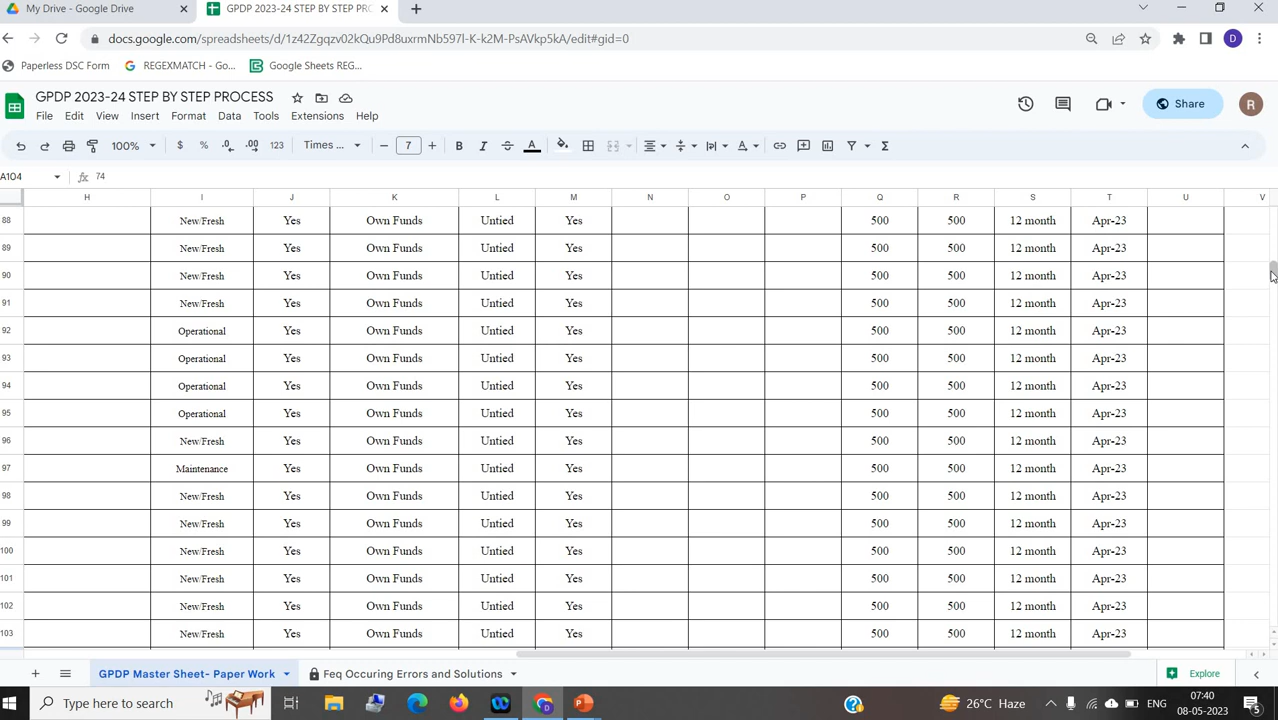 My Drive - Google Drive
GPDP 2023-24 STEP BY STEP PROC
docs.google.com/spreadsheets/d/1z42Zgqzv02kQu9Pd8uxrmNb597l-K-k2M-PsAVkp5kA/edit#gid=0
Paperless DSC Form
REGEXMATCH - Go...
Google Sheets REG...
D
GPDP 2023-24 STEP BY STEP PROCESS
File Edit View Insert Format Data Tools Extensions Help
Share
R
100% $ % .0 .00 123 Times ... 7 B I A
A104 fx 74
H I J K L M N O P Q R S T U V
88 New/Fresh Yes Own Funds Untied Yes 500 500 12 month Apr-23
89 New/Fresh Yes Own Funds Untied Yes 500 500 12 month Apr-23
90 New/Fresh Yes Own Funds Untied Yes 500 500 12 month Apr-23
91 New/Fresh Yes Own Funds Untied Yes 500 500 12 month Apr-23
92 Operational Yes Own Funds Untied Yes 500 500 12 month Apr-23
93 Operational Yes Own Funds Untied Yes 500 500 12 month Apr-23
94 Operational Yes Own Funds Untied Yes 500 500 12 month Apr-23
95 Operational Yes Own Funds Untied Yes 500 500 12 month Apr-23
96 New/Fresh Yes Own Funds Untied Yes 500 500 12 month Apr-23
97 Maintenance Yes Own Funds Untied Yes 500 500 12 month Apr-23
98 New/Fresh Yes Own Funds Untied Yes 500 500 12 month Apr-23
99 New/Fresh Yes Own Funds Untied Yes 500 500 12 month Apr-23
100 New/Fresh Yes Own Funds Untied Yes 500 500 12 month Apr-23
101 New/Fresh Yes Own Funds Untied Yes 500 500 12 month Apr-23
102 New/Fresh Yes Own Funds Untied Yes 500 500 12 month Apr-23
103 New/Fresh Yes Own Funds Untied Yes 500 500 12 month Apr-23
GPDP Master Sheet- Paper Work
Feq Occuring Errors and Solutions
Explore
Type here to search
26°C Haze
ENG
07:40
08-05-2023
5